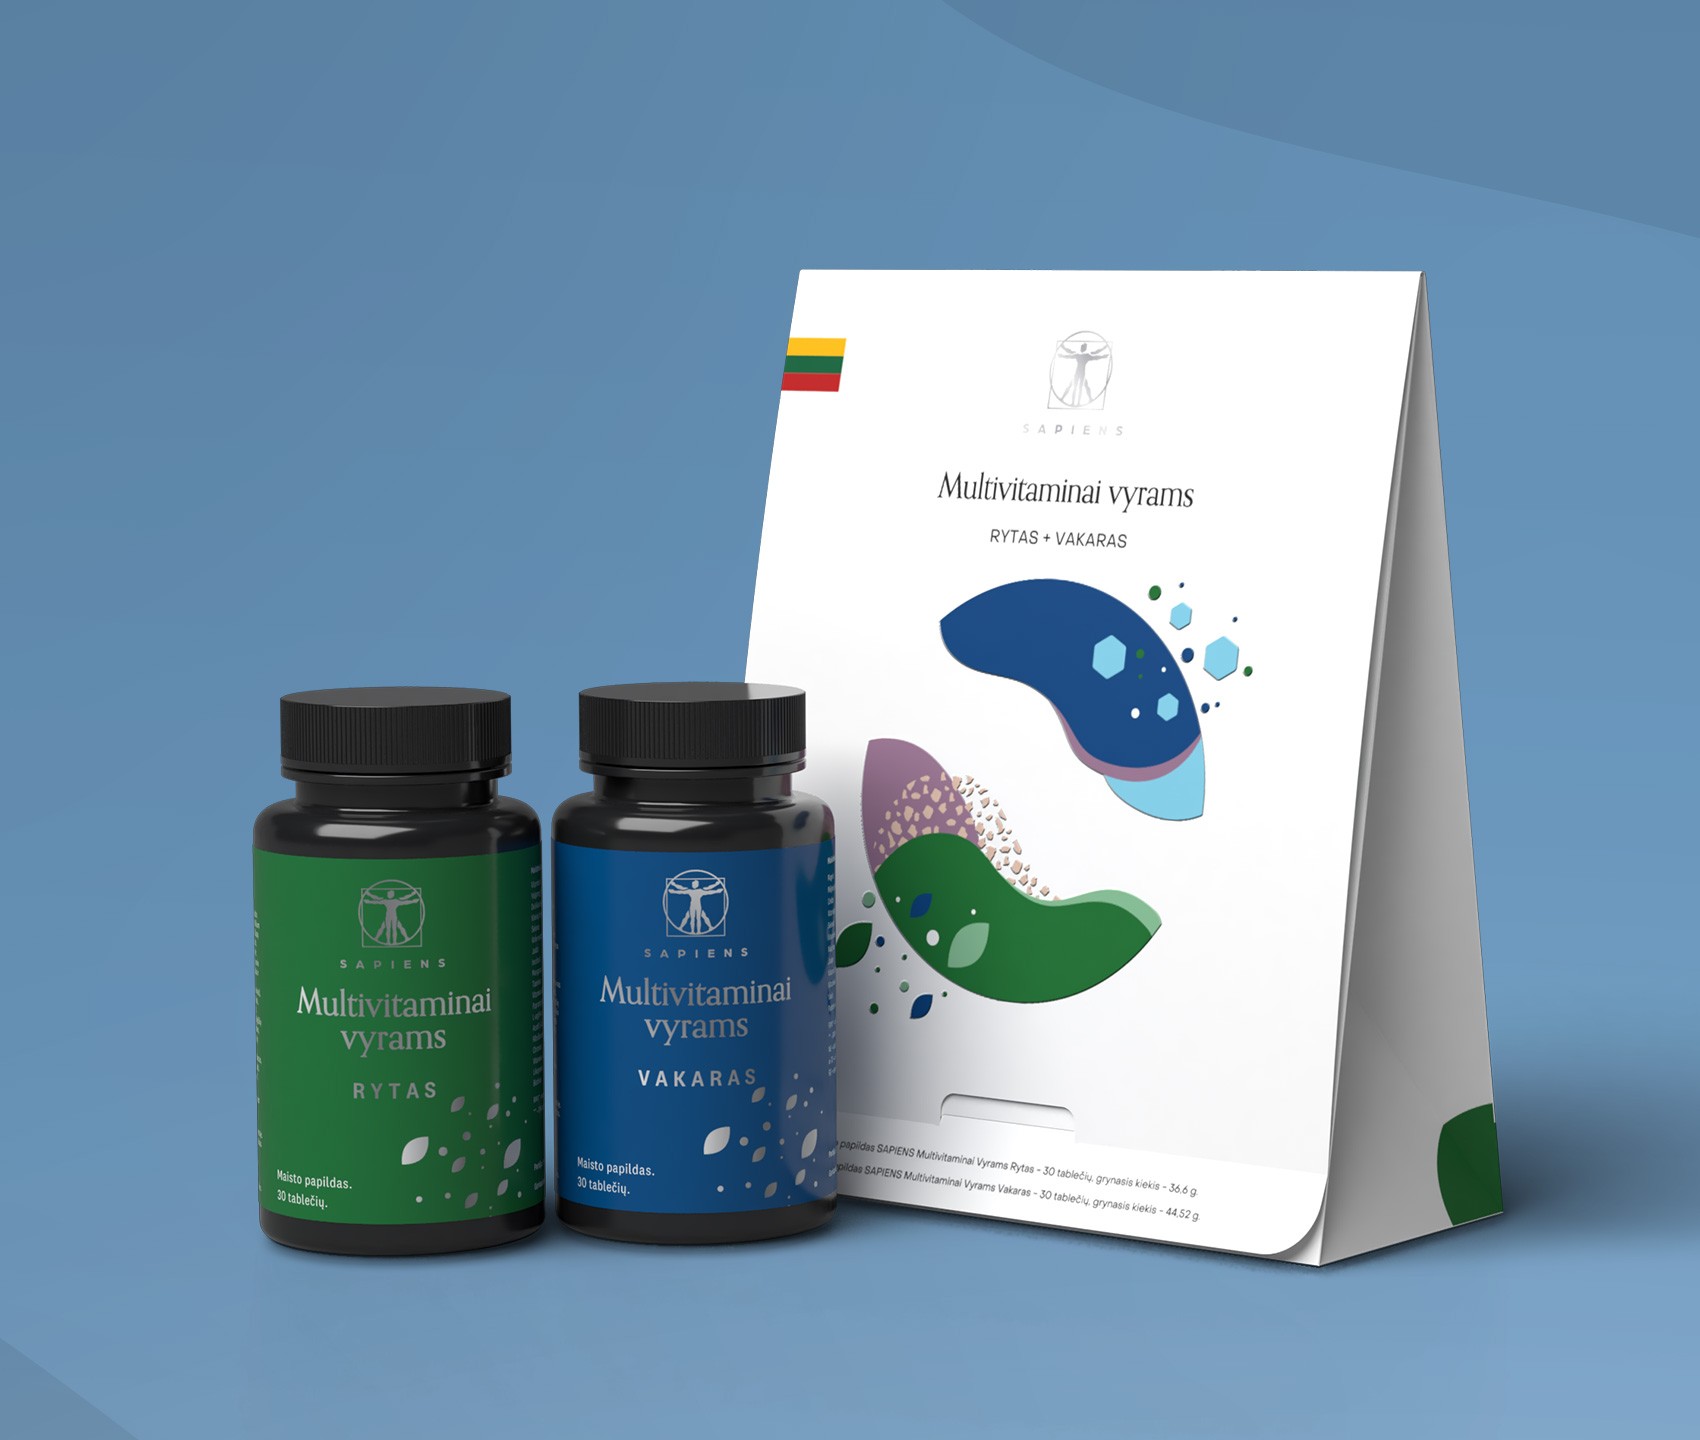 SAPIENS
Multivitaminai vyrams
RYTAS + VAKARAS
papildas SAPIENS Multivitaminai Vyrams Rytas - 30 tablečių, grynasis kiekis - 36,6 g.
SAPIENS Multivitaminai Vyrams Vakaras - 30 tablečių, grynasis kiekis - 44,52 g.
SAPIENS
Multivitaminai
vyrams
RYTAS
Maisto papildas.
30 tablečių.
SAPIENS
Multivitaminai
vyrams
VAKARAS
Maisto papildas.
30 tablečių.